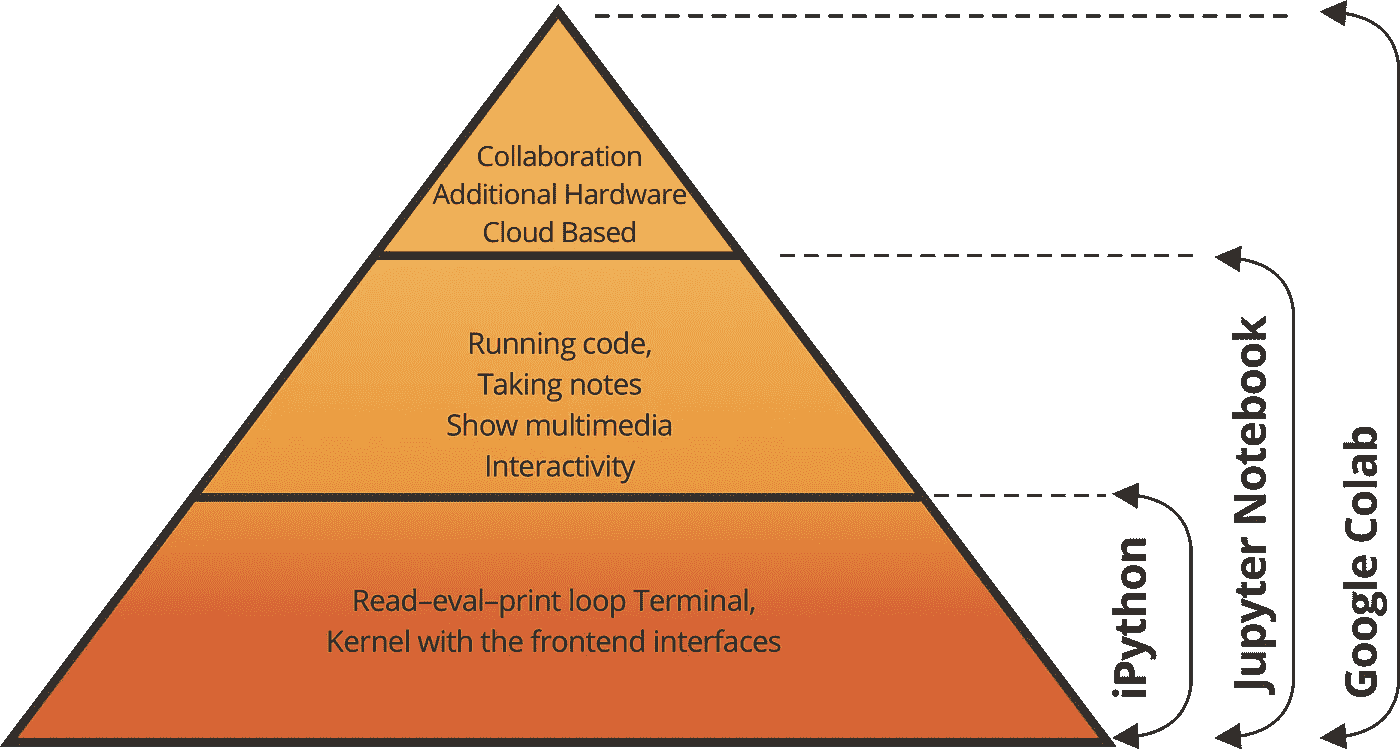 Collaboration
Additional Hardware
Cloud Based
Running code,
Taking notes
Show multimedia
Interactivity
Read–eval–print loop Terminal,
Kernel with the frontend interfaces
iPython
Jupyter Notebook
Google Colab